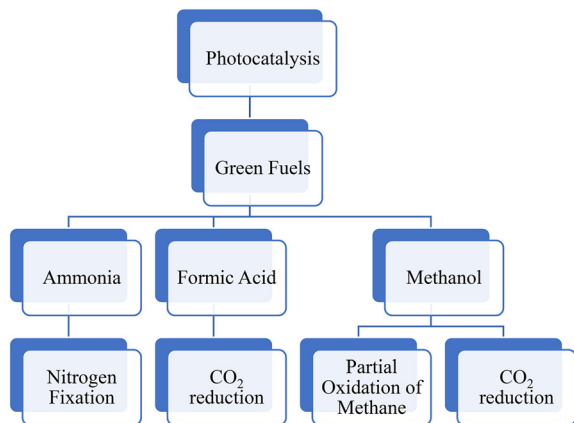 Photocatalysis
Green Fuels
Ammonia
Formic Acid
Methanol
Nitrogen
Fixation
CO₂
reduction
Partial
Oxidation of
Methane
CO₂
reduction